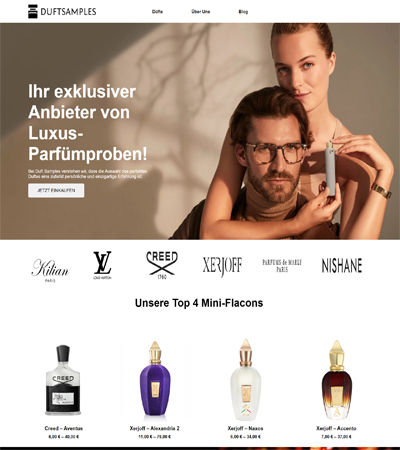 DUFTSAMPLES
Düfte
Über Uns
Blog
Ihr exklusiver
Anbieter von
Luxus-
Parfümproben!
Bei Duft Samples verstehen wir, dass die Auswahl des perfekten
Duftes eine zutiefst persönliche und einzigartige Erfahrung ist.
JETZT EINKAUFEN
Kilian
PARIS
LV
LOUIS VUITTON
CREED
1760
XERJOFF
PARFUMS de MARLY
PARIS
NISHANE
Unsere Top 4 Mini-Flacons
CREED
Creed – Aventus
Xerjoff – Alexandria 2
Xerjoff – Naxos
Xerjoff – Accento
6,00 € – 40,00 €
11,00 € – 70,00 €
6,00 € – 34,00 €
7,00 € – 37,00 €